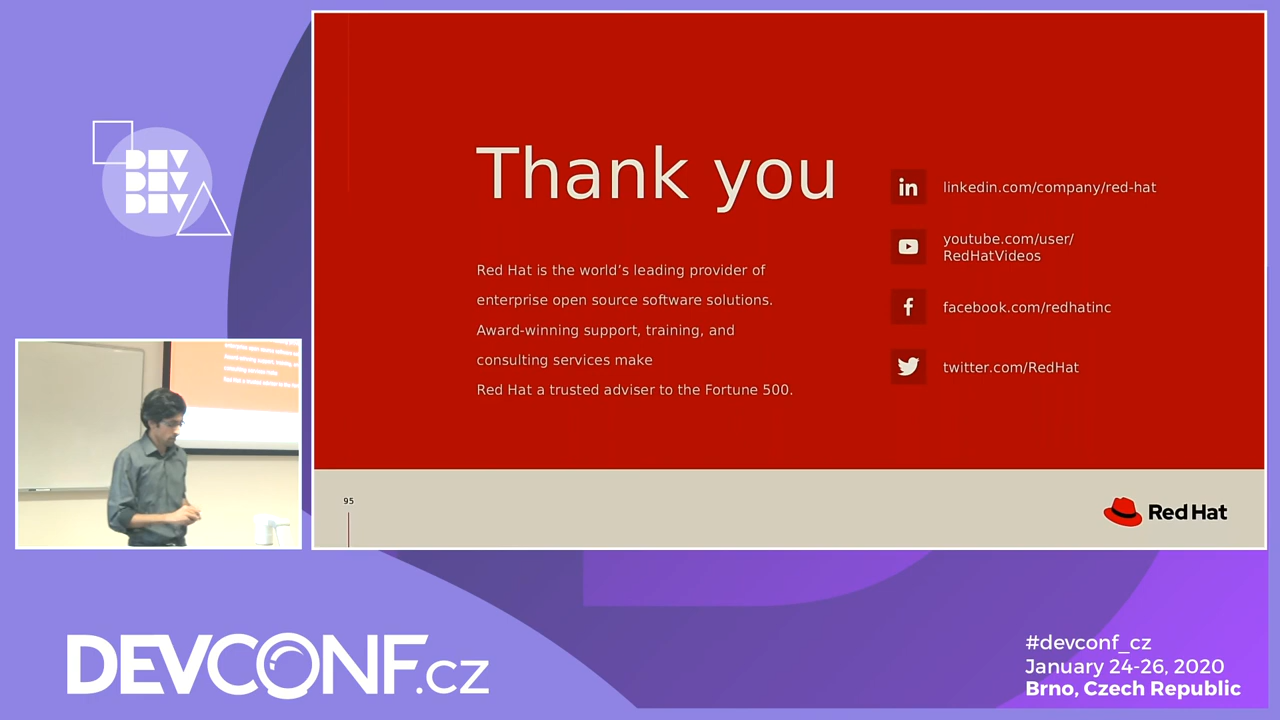 DEV
DEV
DEV
Thank you
Red Hat is the world’s leading provider of
enterprise open source software solutions.
Award-winning support, training, and
consulting services make
Red Hat a trusted adviser to the Fortune 500.
linkedin.com/company/red-hat
youtube.com/user/
RedHatVideos
facebook.com/redhatinc
twitter.com/RedHat
95
Red Hat
DEVCONF.cz
#devconf_cz
January 24-26, 2020
Brno, Czech Republic